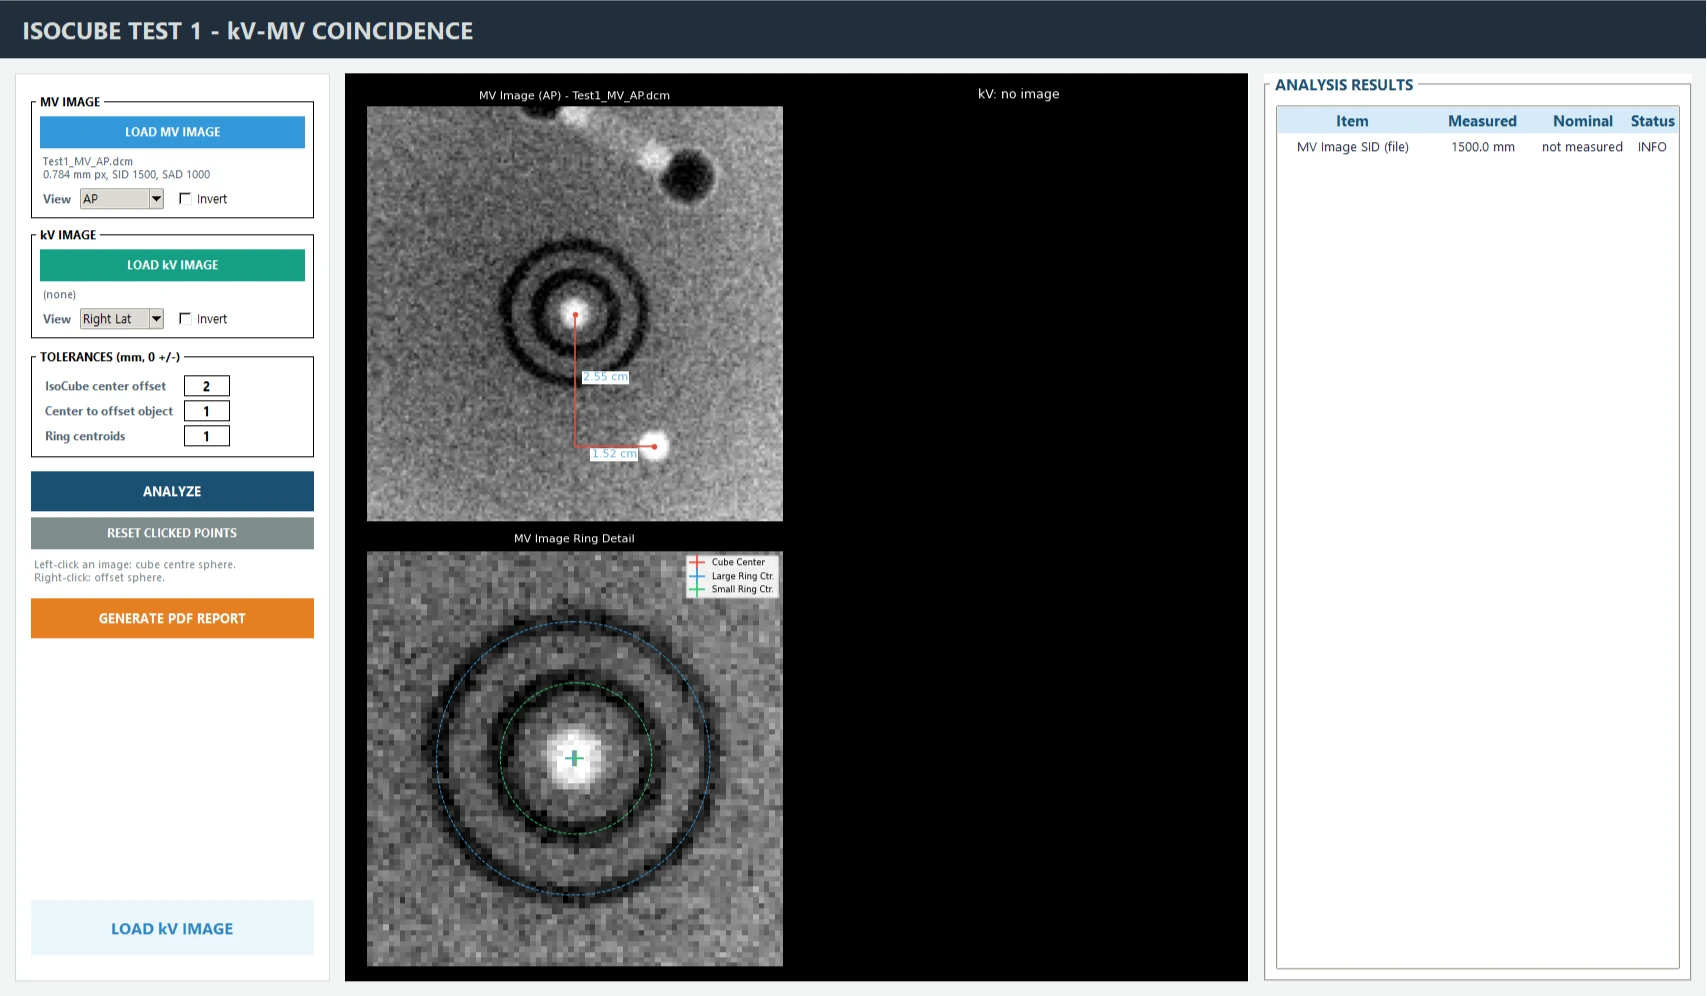 ISOCUBE TEST 1 - kV-MV COINCIDENCE
MV IMAGE
LOAD MV IMAGE
Test1_MV_AP.dcm
0.784 mm px, SID 1500, SAD 1000
View AP Invert
kV IMAGE
LOAD kV IMAGE
(none)
View Right Lat Invert
TOLERANCES (mm, 0 +/-)
IsoCube center offset 2
Center to offset object 1
Ring centroids 1
ANALYZE
RESET CLICKED POINTS
Left-click an image: cube centre sphere.
Right-click: offset sphere.
GENERATE PDF REPORT
LOAD kV IMAGE
MV Image (AP) - Test1_MV_AP.dcm
2.55 cm
1.52 cm
MV Image Ring Detail
Cube Center
Large Ring Ctr.
Small Ring Ctr.
kV: no image
ANALYSIS RESULTS
Item Measured Nominal Status
MV Image SID (file) 1500.0 mm not measured INFO